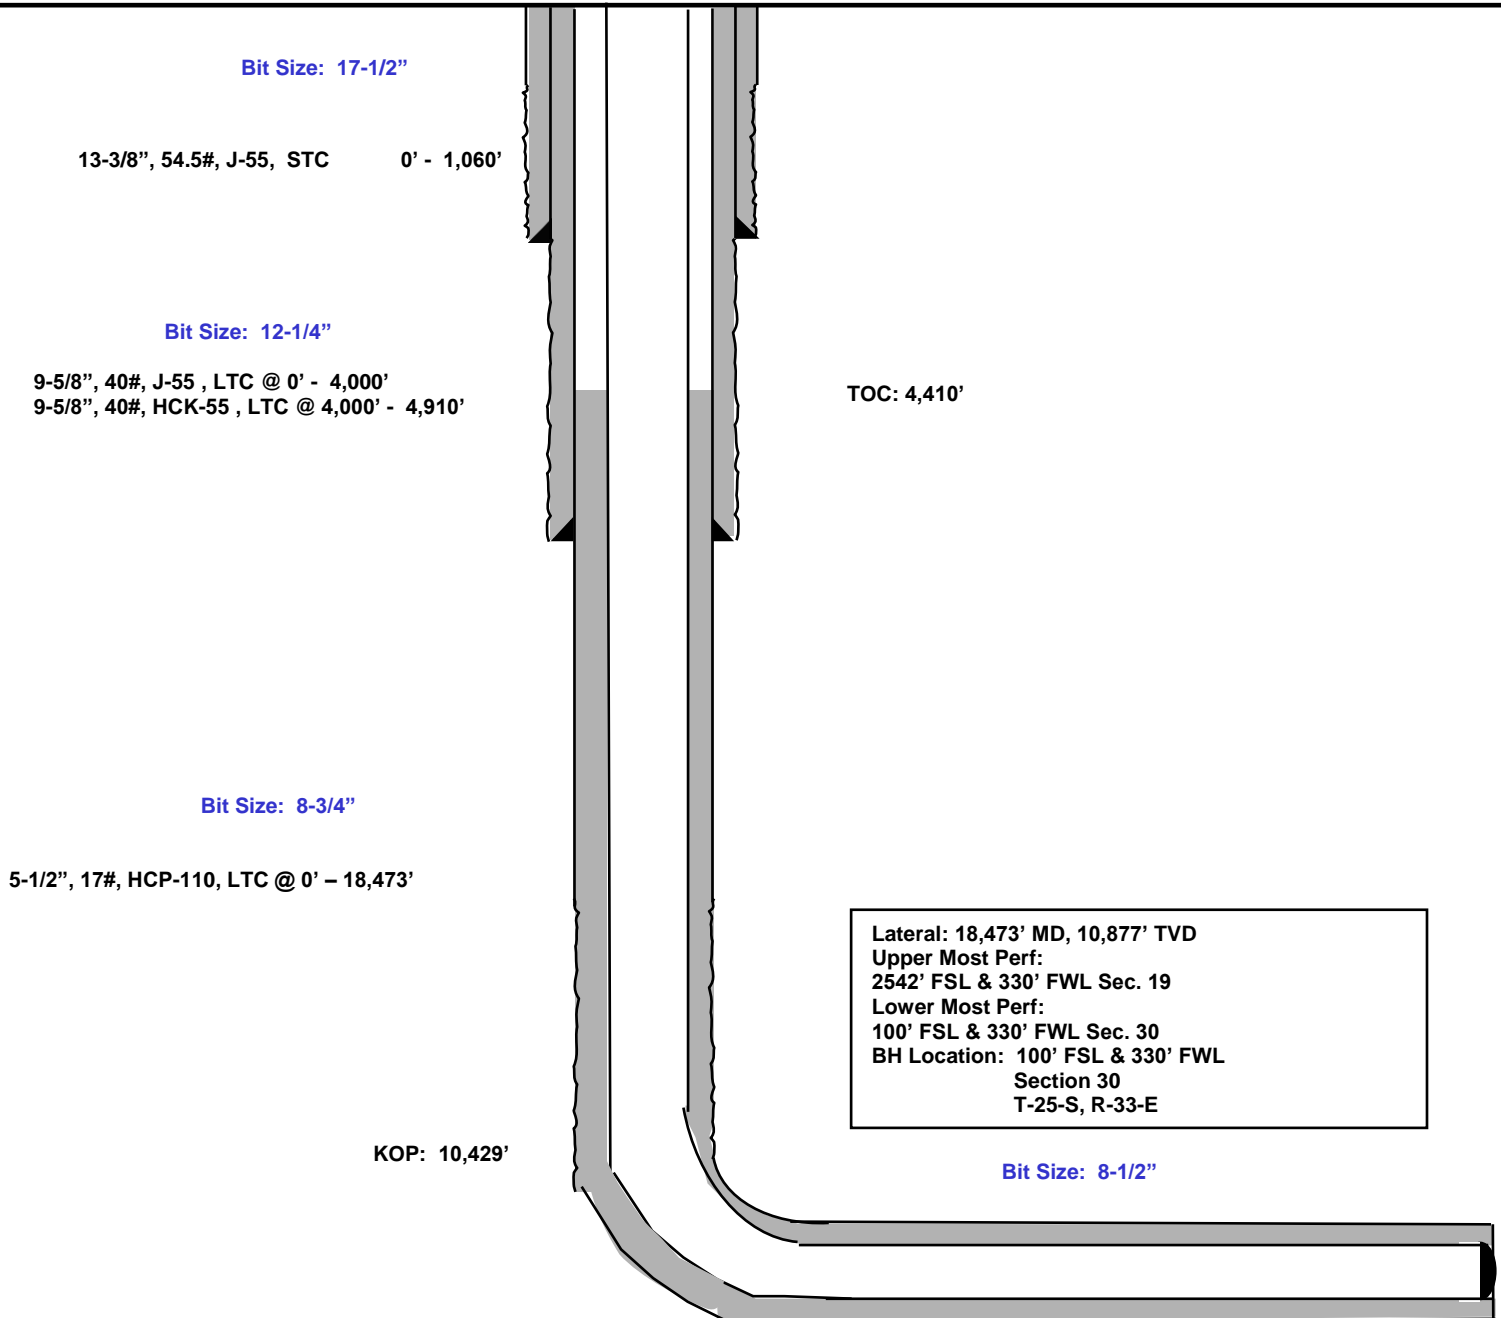 Bit Size: 17-1/2”
13-3/8”, 54.5#, J-55, STC 0’ - 1,060’
Bit Size: 12-1/4”
9-5/8”, 40#, J-55 , LTC @ 0’ - 4,000’
9-5/8”, 40#, HCK-55 , LTC @ 4,000’ - 4,910’
TOC: 4,410’
Bit Size: 8-3/4”
5-1/2”, 17#, HCP-110, LTC @ 0’ – 18,473’
Lateral: 18,473’ MD, 10,877’ TVD
Upper Most Perf:
2542’ FSL & 330’ FWL Sec. 19
Lower Most Perf:
100’ FSL & 330’ FWL Sec. 30
BH Location: 100’ FSL & 330’ FWL
Section 30
T-25-S, R-33-E
KOP: 10,429’
Bit Size: 8-1/2”